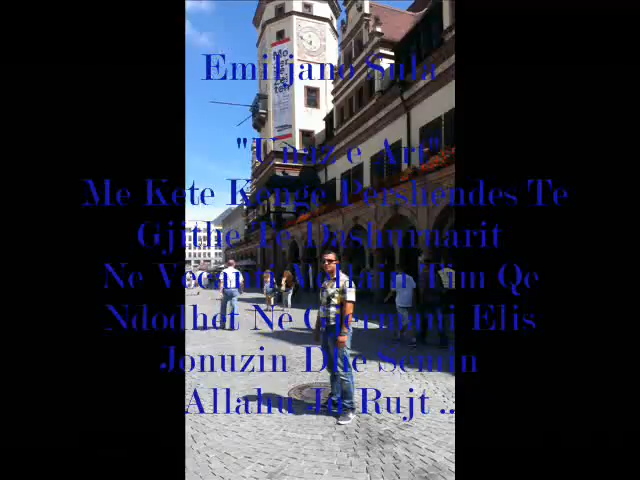 Emiljano Sula
"Unaz e Art"
Me Kete Kenge Pershendes Te
Gjithe Te Dashurnarit
Ne Vecanti Vellain Tim Qe
Ndodhet Ne Gjermani Elis
Jonuzin Dhe Semin
Allahu Ju Rujt ..